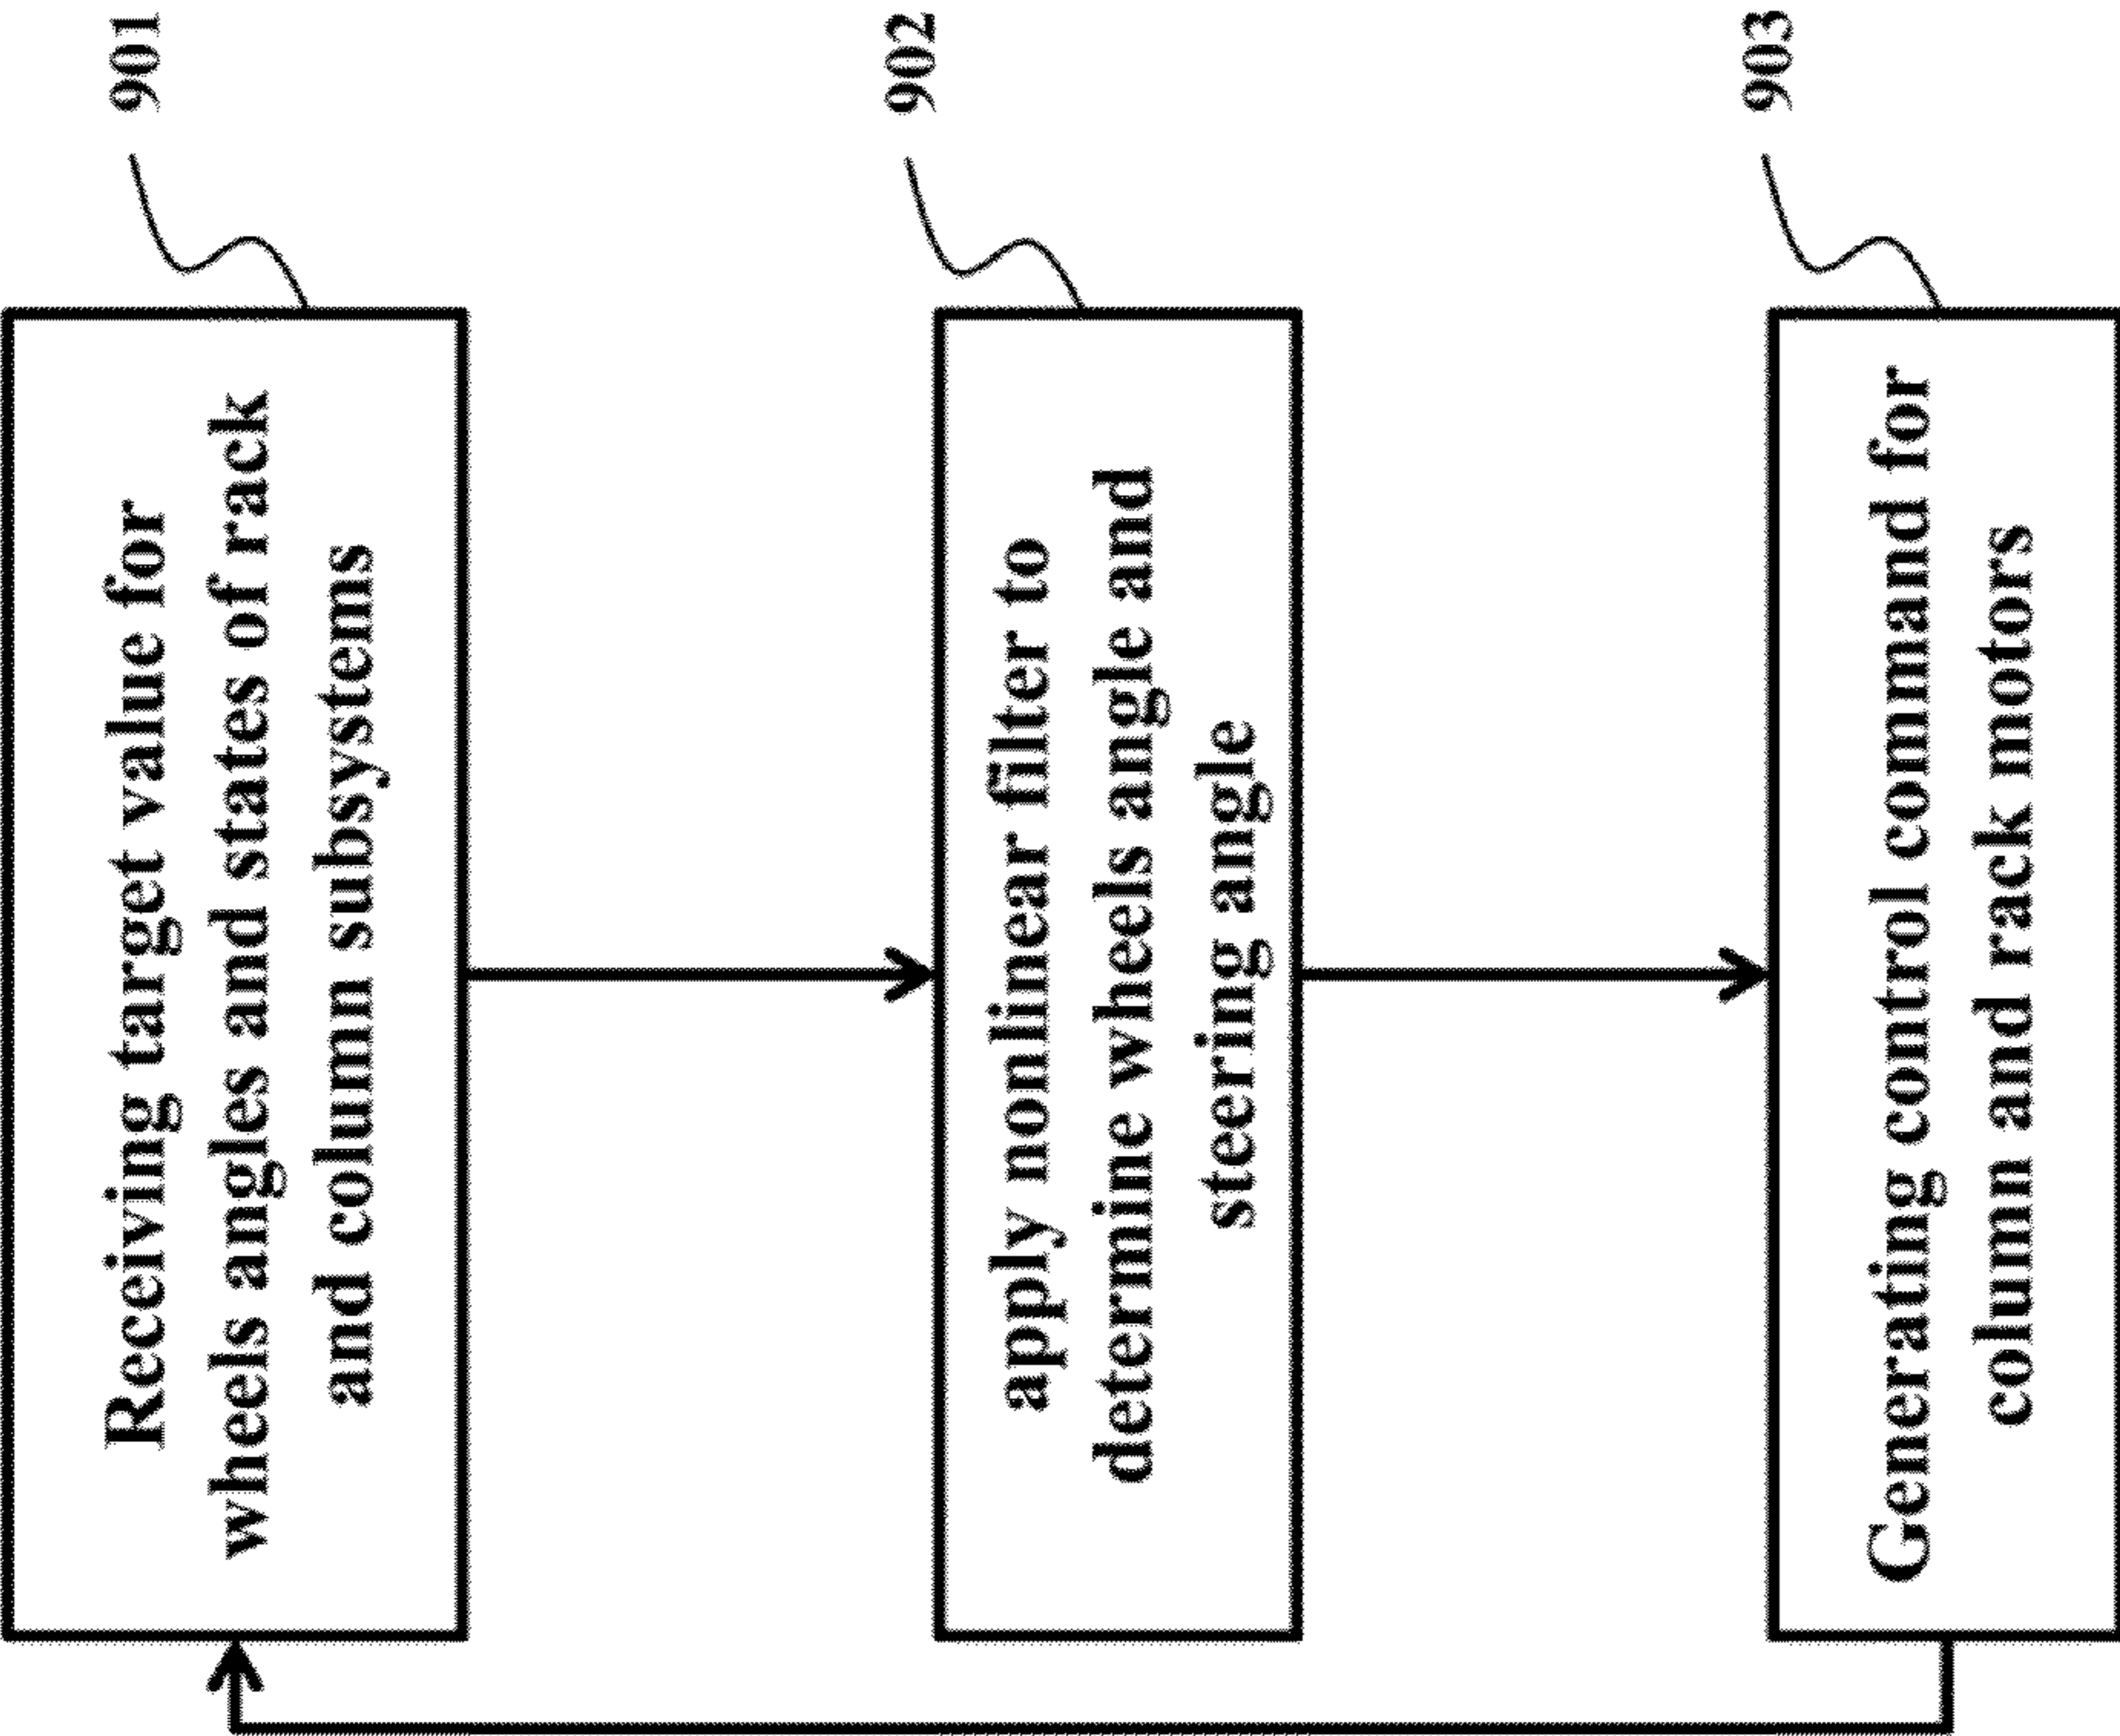 Receiving target value for
wheels angles and states of rack
and column subsystems
901
apply nonlinear filter to
determine wheels angle and
steering angle
902
Generating control command for
column and rack motors
903